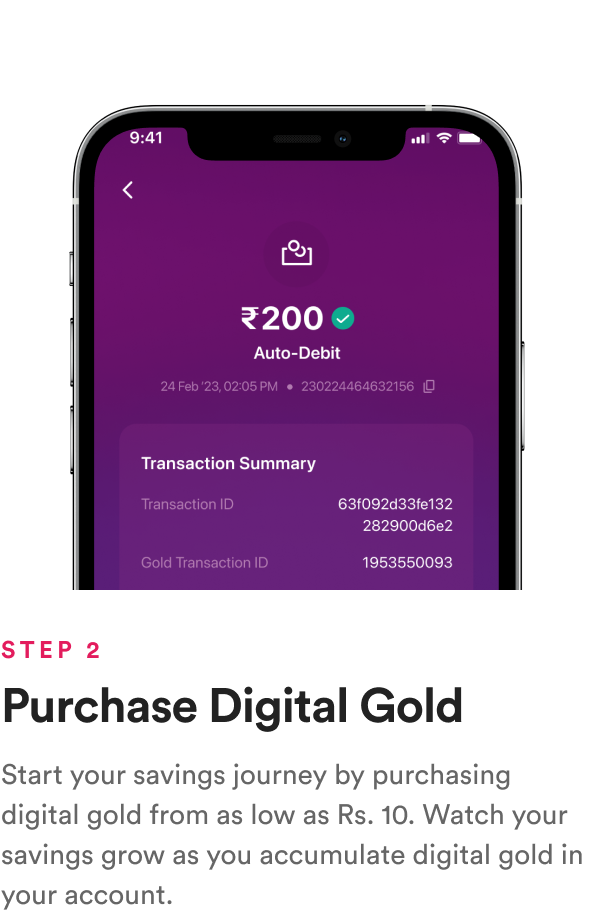 9:41
₹200
Auto-Debit
24 Feb '23, 02:05 PM • 230224464632156
Transaction Summary
Transaction ID 63f092d33fe132
282900d6e2
Gold Transaction ID 1953550093
STEP 2
Purchase Digital Gold
Start your savings journey by purchasing
digital gold from as low as Rs. 10. Watch your
savings grow as you accumulate digital gold in
your account.